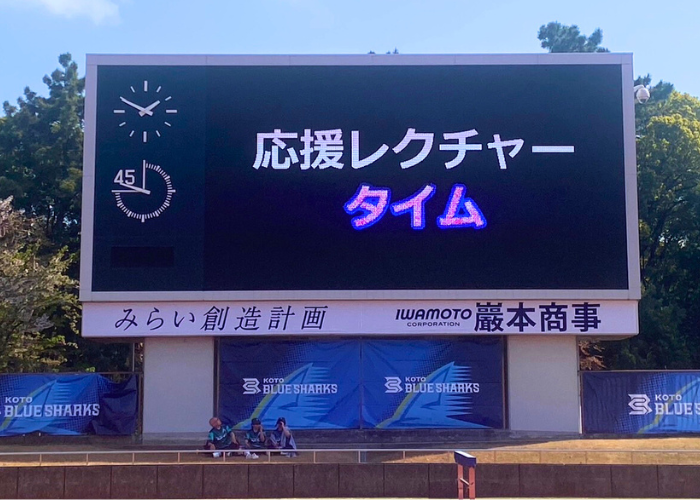 応援レクチャー
タイム
45
みらい創造計画
IWAMOTO
CORPORATION
巖本商事
KOTO
BLUE SHARKS
KOTO
BLUE SHARKS
KOTO
BLUE SHARKS
KOTO
BLUE SHARKS